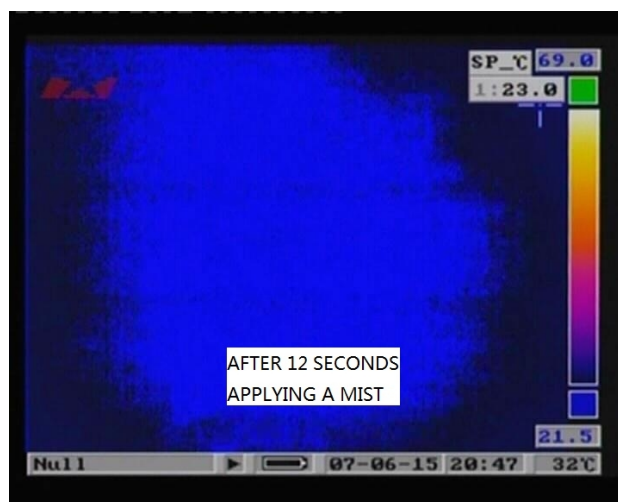 SP_℃ 69.0
1:23.0
AFTER 12 SECONDS
APPLYING A MIST
21.5
Null 07-06-15 20:47 32℃